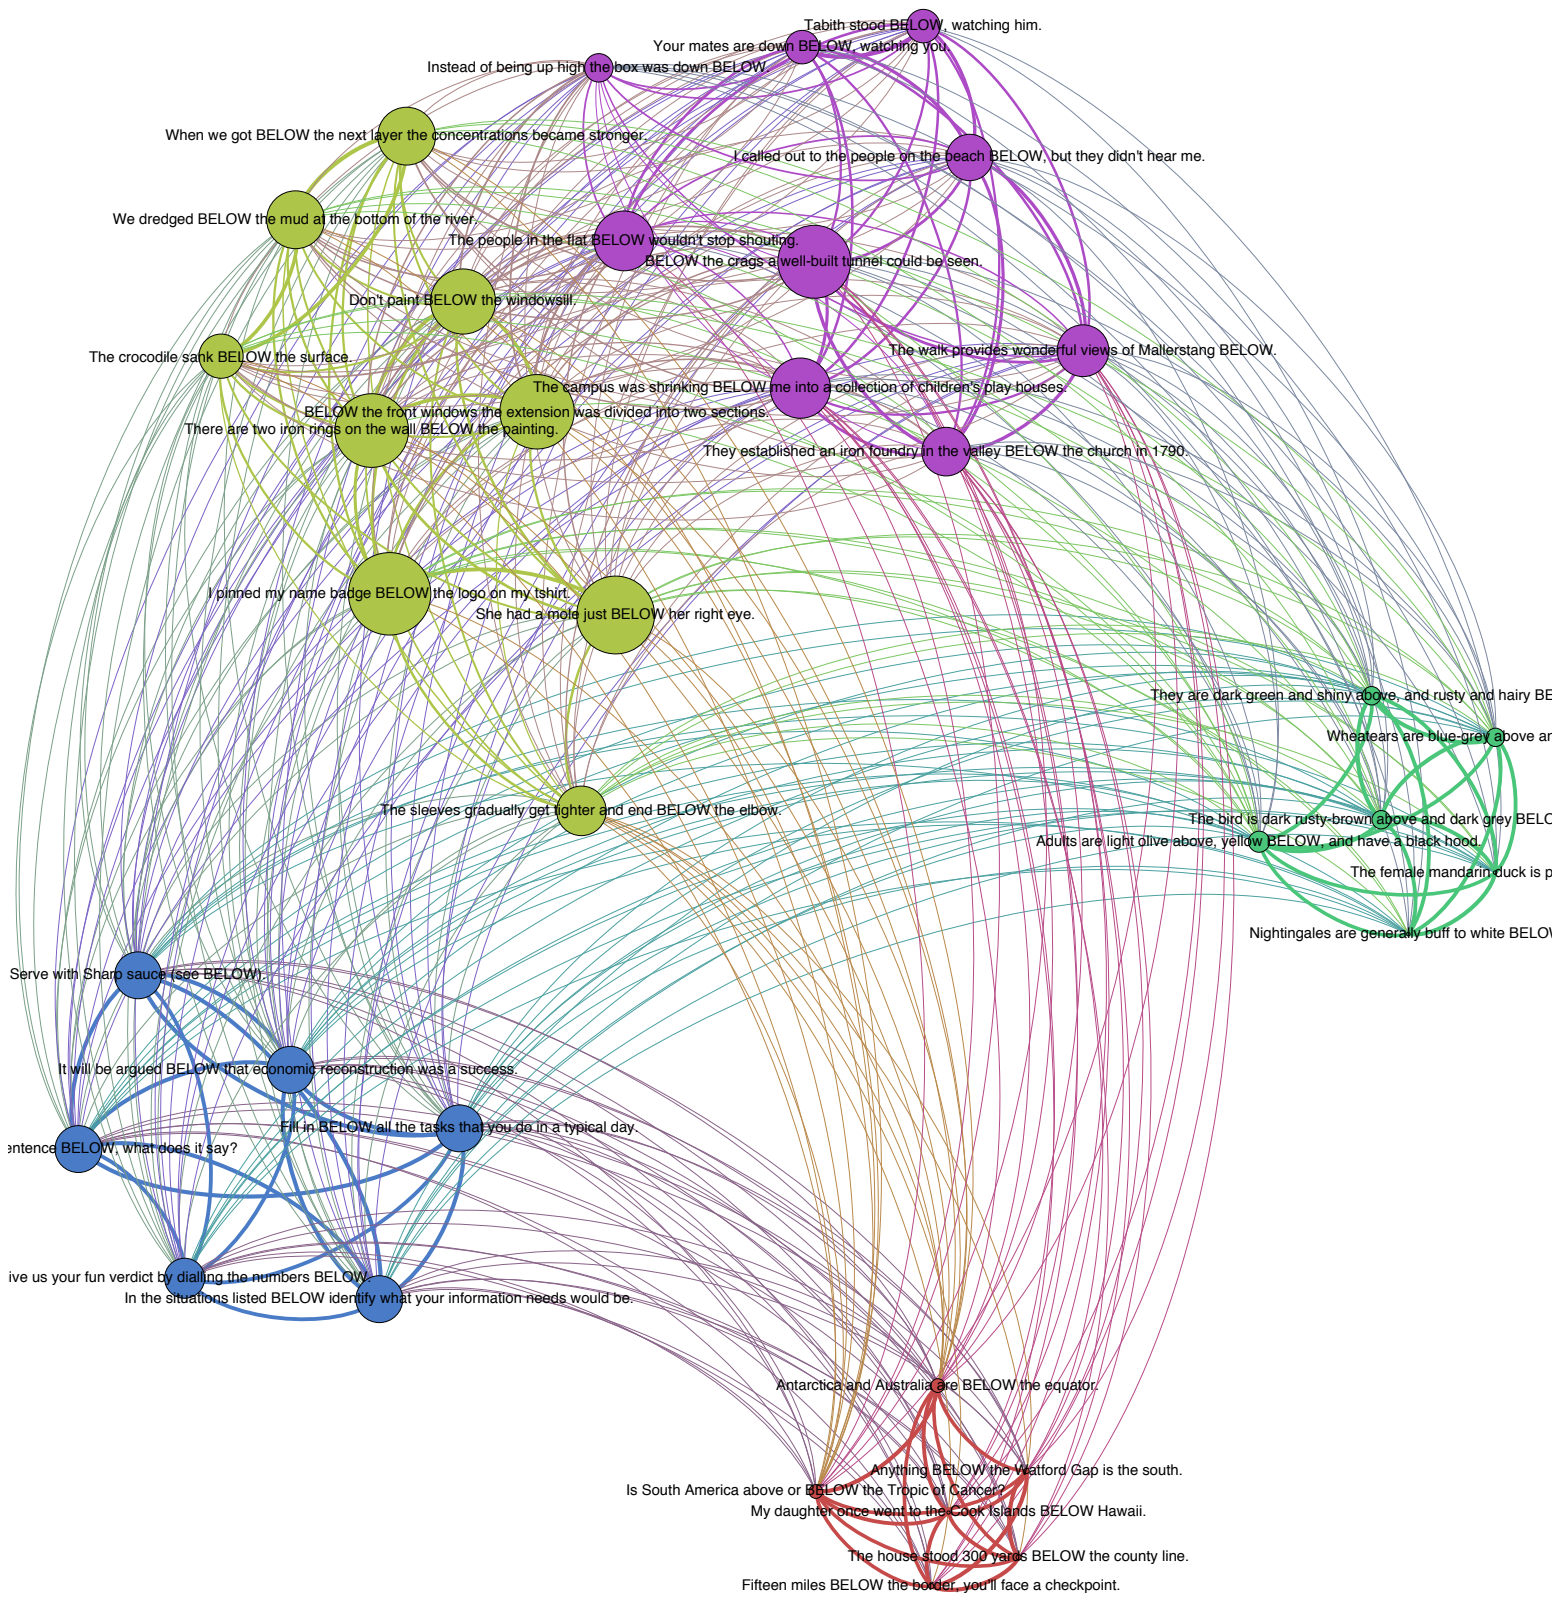 Tabith stood BELOW, watching him.
Your mates are down BELOW, watching you.
Instead of being up high the box was down BELOW.
When we got BELOW the next layer the concentrations became stronger.
I called out to the people on the beach BELOW, but they didn't hear me.
We dredged BELOW the mud at the bottom of the river.
The people in the flat BELOW wouldn't stop shouting.
BELOW the crags a well-built tunnel could be seen.
Don't paint BELOW the windowsill.
The walk provides wonderful views of Mallerstang BELOW.
The crocodile sank BELOW the surface.
The campus was shrinking BELOW me into a collection of children's play houses.
BELOW the front windows the extension was divided into two sections.
There are two iron rings on the wall BELOW the painting.
They established an iron foundry in the valley BELOW the church in 1790.
I pinned my name badge BELOW the logo on my tshirt.
She had a mole just BELOW her right eye.
They are dark green and shiny above, and rusty and hairy BE
Wheatears are blue-grey above ar
The sleeves gradually get tighter and end BELOW the elbow.
The bird is dark rusty-brown above and dark grey BELO
Adults are light olive above, yellow BELOW, and have a black hood.
The female mandarin duck is p
Nightingales are generally buff to white BELOW
Serve with Sharp sauce (see BELOW).
It will be argued BELOW that economic reconstruction was a success.
Fill in BELOW all the tasks that you do in a typical day.
entence BELOW, what does it say?
ive us your fun verdict by dialling the numbers BELOW.
In the situations listed BELOW identify what your information needs would be.
Antarctica and Australia are BELOW the equator.
Anything BELOW the Watford Gap is the south.
Is South America above or BELOW the Tropic of Cancer?
My daughter once went to the Cook Islands BELOW Hawaii.
The house stood 300 yards BELOW the county line.
Fifteen miles BELOW the border, you'll face a checkpoint.